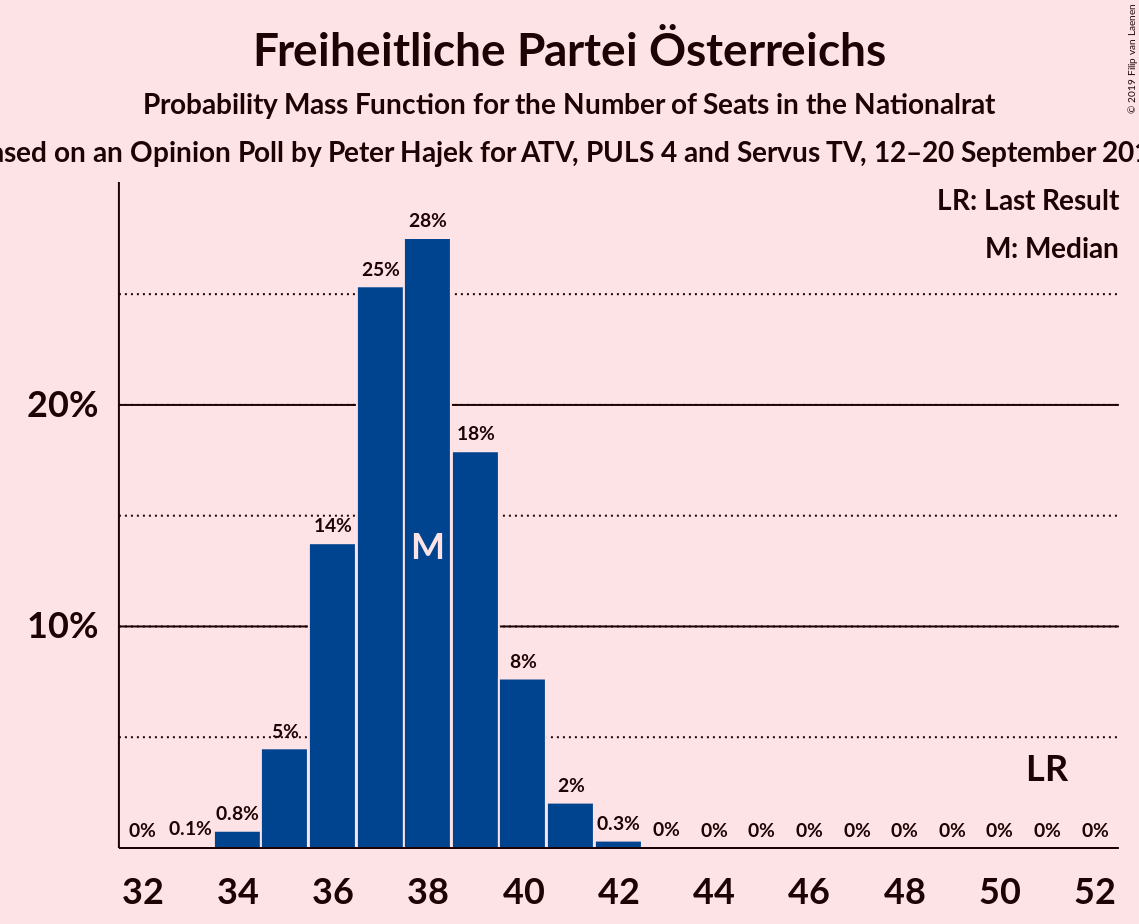 Freiheitliche Partei Österreichs
Probability Mass Function for the Number of Seats in the Nationalrat
on an Opinion Poll by Peter Hajek for ATV, PULS 4 and Servus TV, 12–20 September
© 2019 Filip van Laenen
LR: Last Result
M: Median
28%
25%
20%
18%
14%
M
10%
8%
5%
LR
2%
0% 0.1% 0.8% 0.3% 0% 0% 0% 0% 0% 0% 0% 0% 0% 0%
32 34 36 38 40 42 44 46 48 50 52